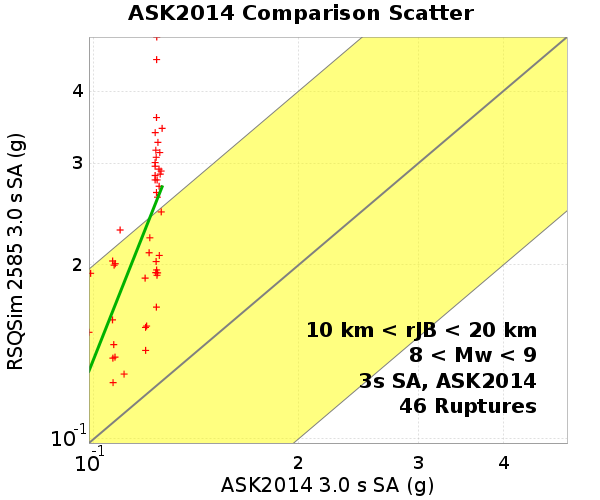 ASK2014 Comparison Scatter
RSQSim 2585 3.0 s SA (g)
4
3
2
10⁻¹
10 km < rJB < 20 km
8 < Mw < 9
3s SA, ASK2014
46 Ruptures
10⁻¹ 2 3 4
ASK2014 3.0 s SA (g)